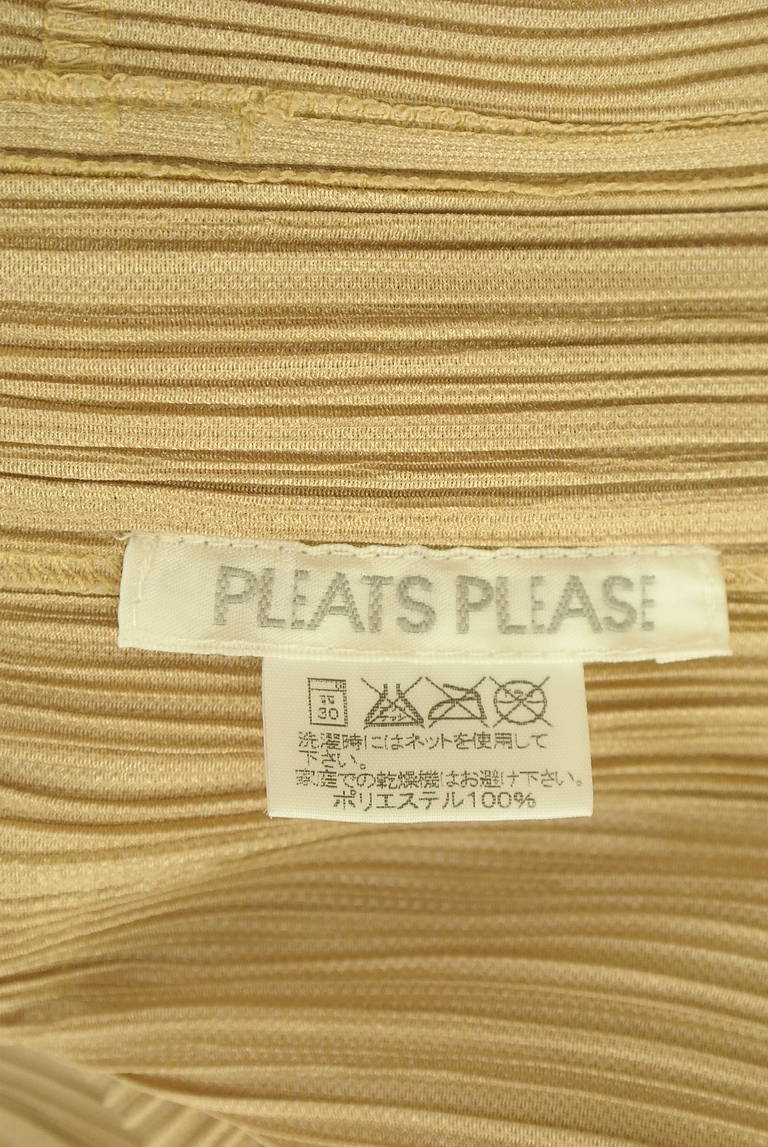 PLEATS PLEASE
30
洗濯時にはネットを使用して
下さい。
家庭での乾燥機はお避け下さい。
ポリエステル100%